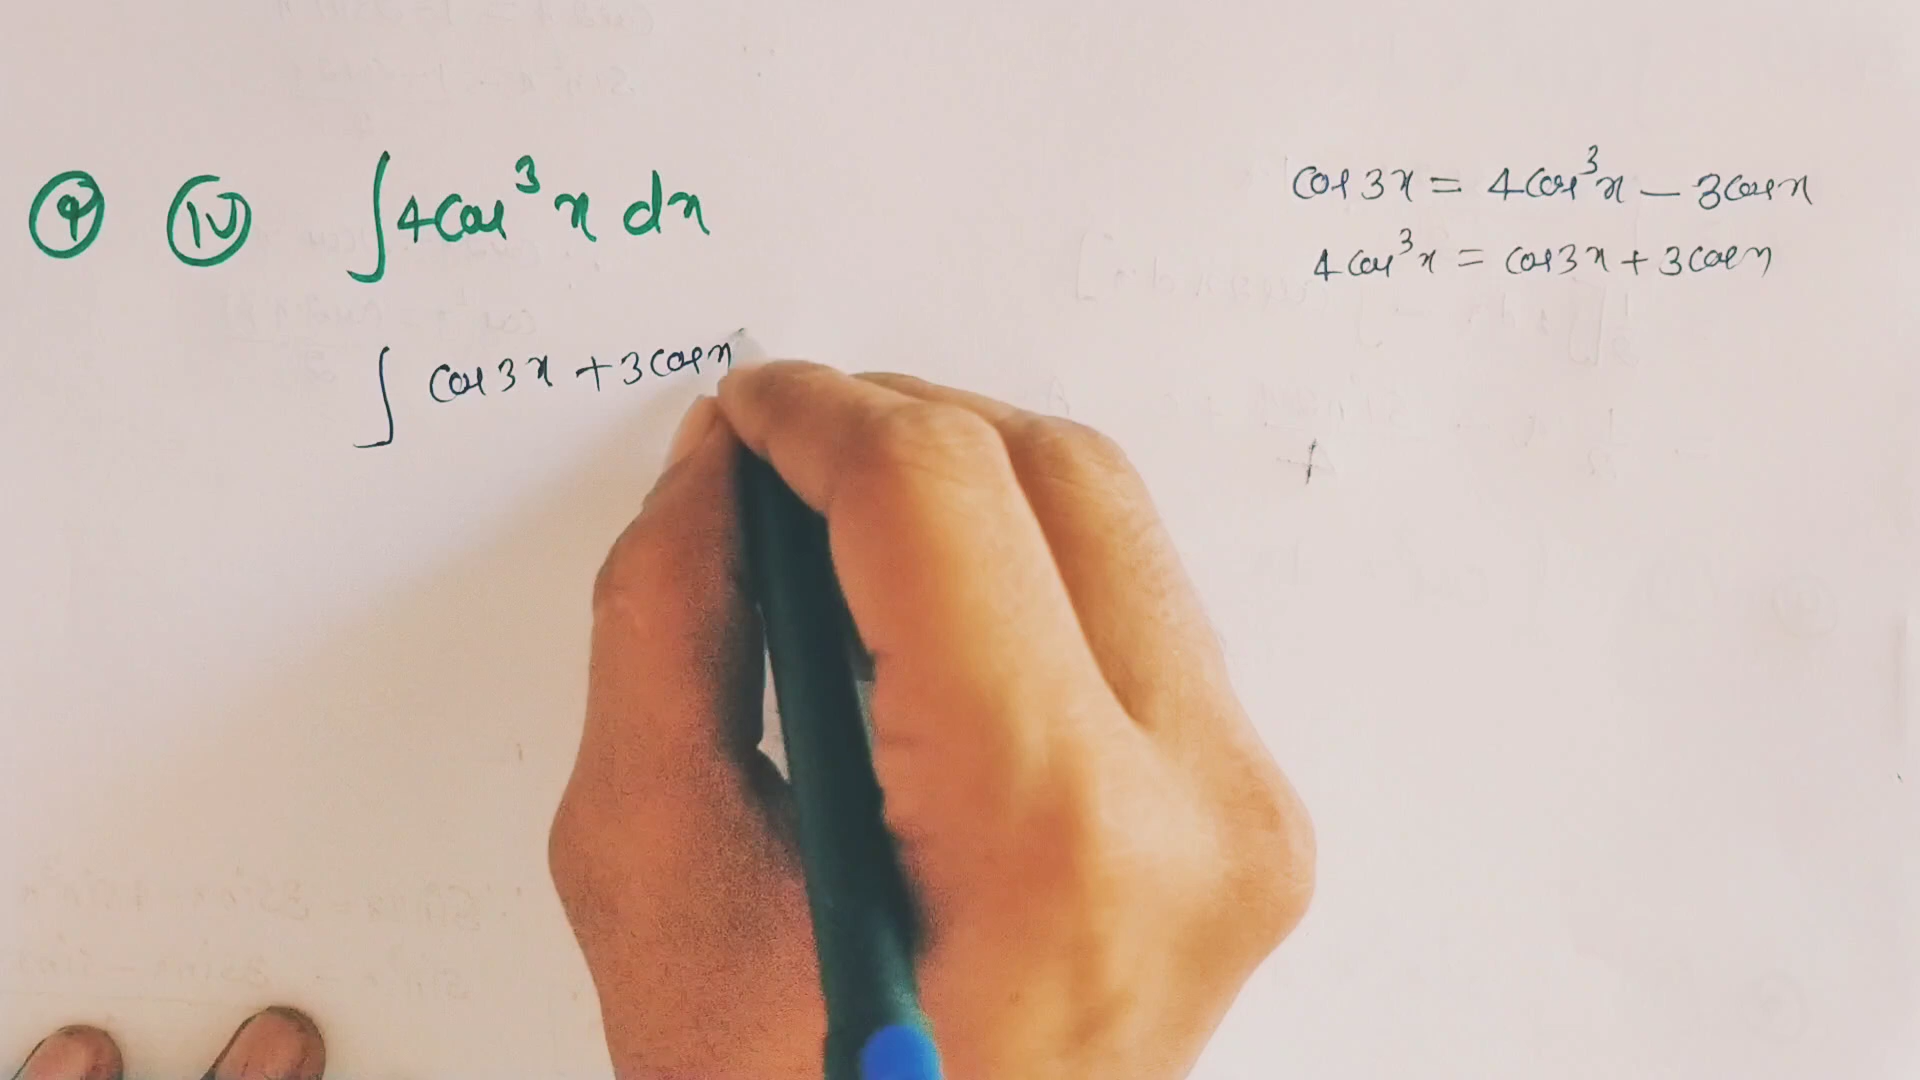 9 iv ∫4cos³x dx
cos3x = 4cos³x - 3cosx
4cos³x = cos3x + 3cosx
∫ cos3x + 3cosx